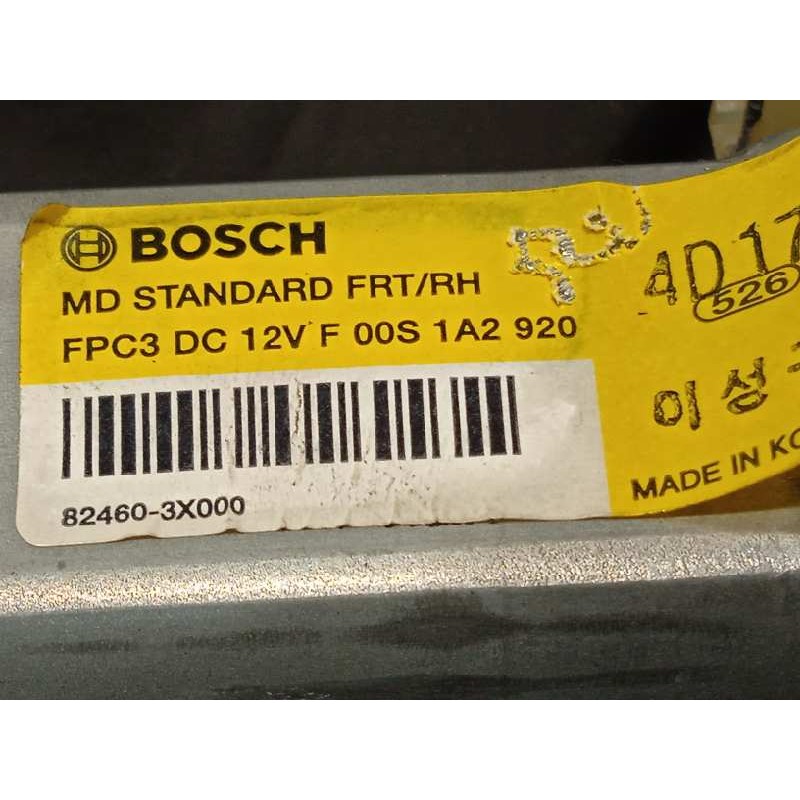 BOSCH
MD STANDARD FRT/RH
FPC3 DC 12V F 00S 1A2 920
82460-3X000
4D17
526
이성
MADE IN KO